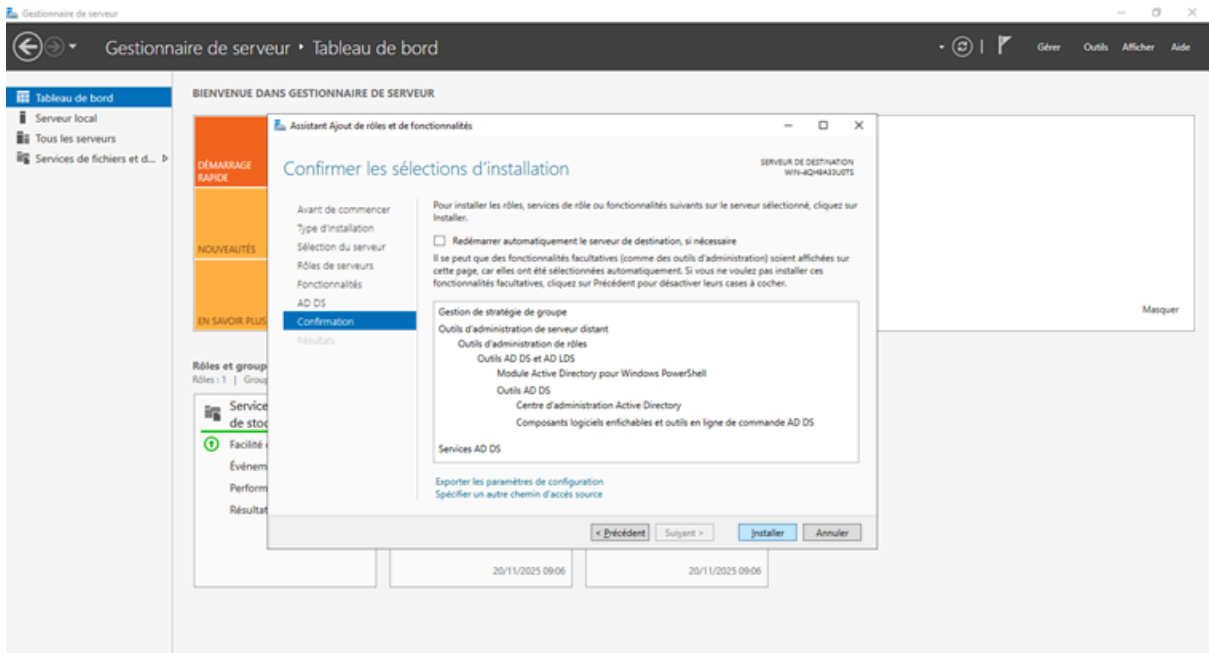 Gestionnaire de serveur
Gestionnaire de serveur • Tableau de bord
Gérer Outils Afficher Aide
Tableau de bord
Serveur local
Tous les serveurs
Services de fichiers et d...
BIENVENUE DANS GESTIONNAIRE DE SERVEUR
DÉMARRAGE
RAPIDE
NOUVEAUTÉS
EN SAVOIR PLUS
Masquer
Assistant Ajout de rôles et de fonctionnalités
Confirmer les sélections d'installation
SERVEUR DE DESTINATION
Avant de commencer
Type d'installation
Sélection du serveur
Rôles de serveurs
Fonctionnalités
AD DS
Confirmation
Résultats
Pour installer les rôles, services de rôle ou fonctionnalités suivants sur le serveur sélectionné, cliquez sur
Installer.
Redémarrer automatiquement le serveur de destination, si nécessaire
Il se peut que des fonctionnalités facultatives (comme des outils d'administration) soient affichées sur
cette page, car elles ont été sélectionnées automatiquement. Si vous ne voulez pas installer ces
fonctionnalités facultatives, cliquez sur Précédent pour désactiver leurs cases à cocher.
Gestion de stratégie de groupe
Outils d'administration de serveur distant
Outils d'administration de rôles
Outils AD DS et AD LDS
Module Active Directory pour Windows PowerShell
Outils AD DS
Centre d'administration Active Directory
Composants logiciels enfichables et outils en ligne de commande AD DS
Services AD DS
Exporter les paramètres de configuration
Spécifier un autre chemin d'accès source
< Précédent Suivant > Installer Annuler
Rôles et group
Rôles : 1 | Group
Service
de stoc
Facilité
Événem
Perform
Résultat
20/11/2025 09:06
20/11/2025 09:06